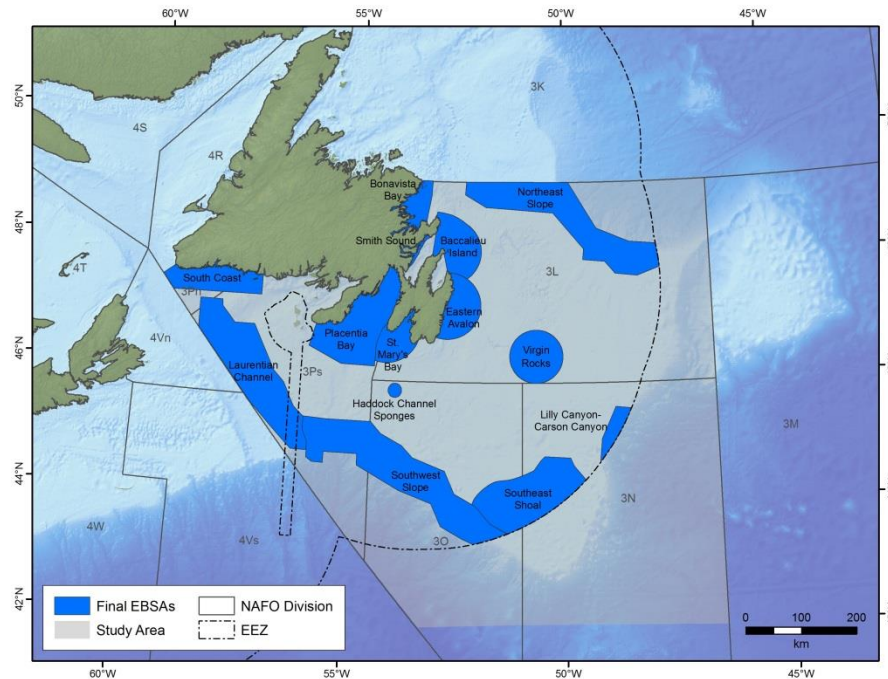 60°W
55°W
50°W
45°W
50°N
48°N
46°N
44°N
42°N
3K
4S
4R
Bonavista
Bay
Northeast
Slope
Smith Sound
Baccalieu
Island
3L
4T
South Coast
3Pn
Eastern
Avalon
4Vn
Placentia
Bay
St.
Mary's
Bay
Virgin
Rocks
Laurentian
Channel
3Ps
Haddock Channel
Sponges
Lilly Canyon-
Carson Canyon
3M
Southwest
Slope
Southeast
Shoal
3N
4W
4Vs
3O
Final EBSAs
NAFO Division
Study Area
EEZ
0
100
200
km
60°W
55°W
50°W
45°W